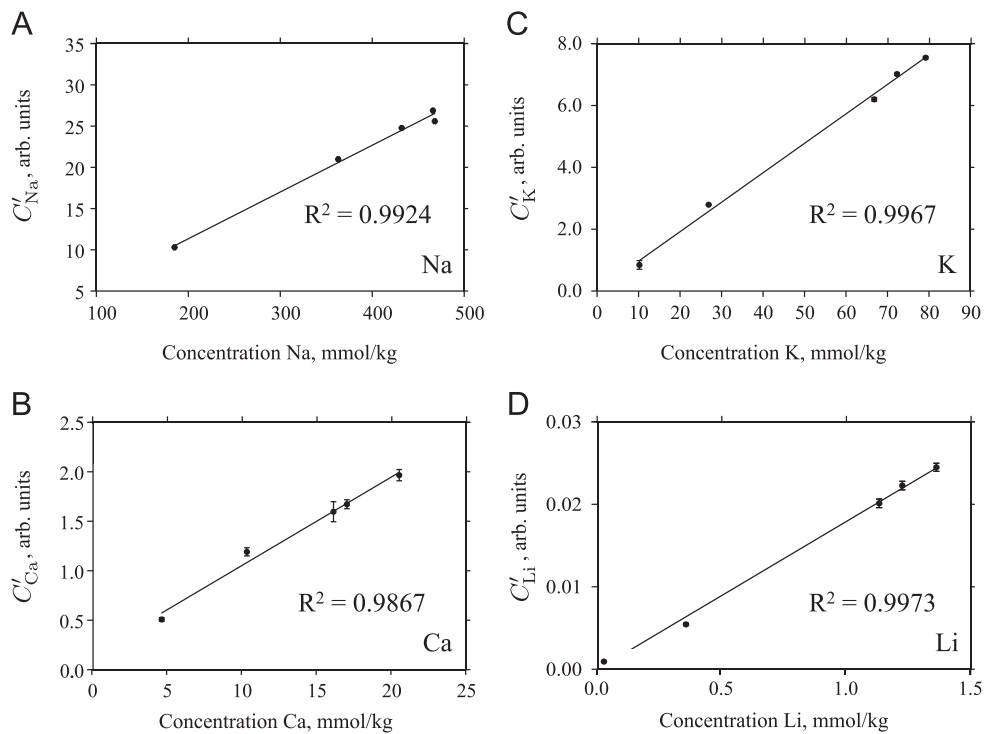 A
35
30
25
20
15
10
5
C′Na, arb. units
R² = 0.9924
Na
100 200 300 400 500
Concentration Na, mmol/kg
C
8.0
6.0
4.0
2.0
0.0
C′K, arb. units
R² = 0.9967
K
0 10 20 30 40 50 60 70 80 90
Concentration K, mmol/kg
B
2.5
2.0
1.5
1.0
0.5
0.0
C′Ca, arb. units
R² = 0.9867
Ca
0 5 10 15 20 25
Concentration Ca, mmol/kg
D
0.03
0.02
0.01
0.00
C′Li, arb. units
R² = 0.9973
Li
0.0 0.5 1.0 1.5
Concentration Li, mmol/kg